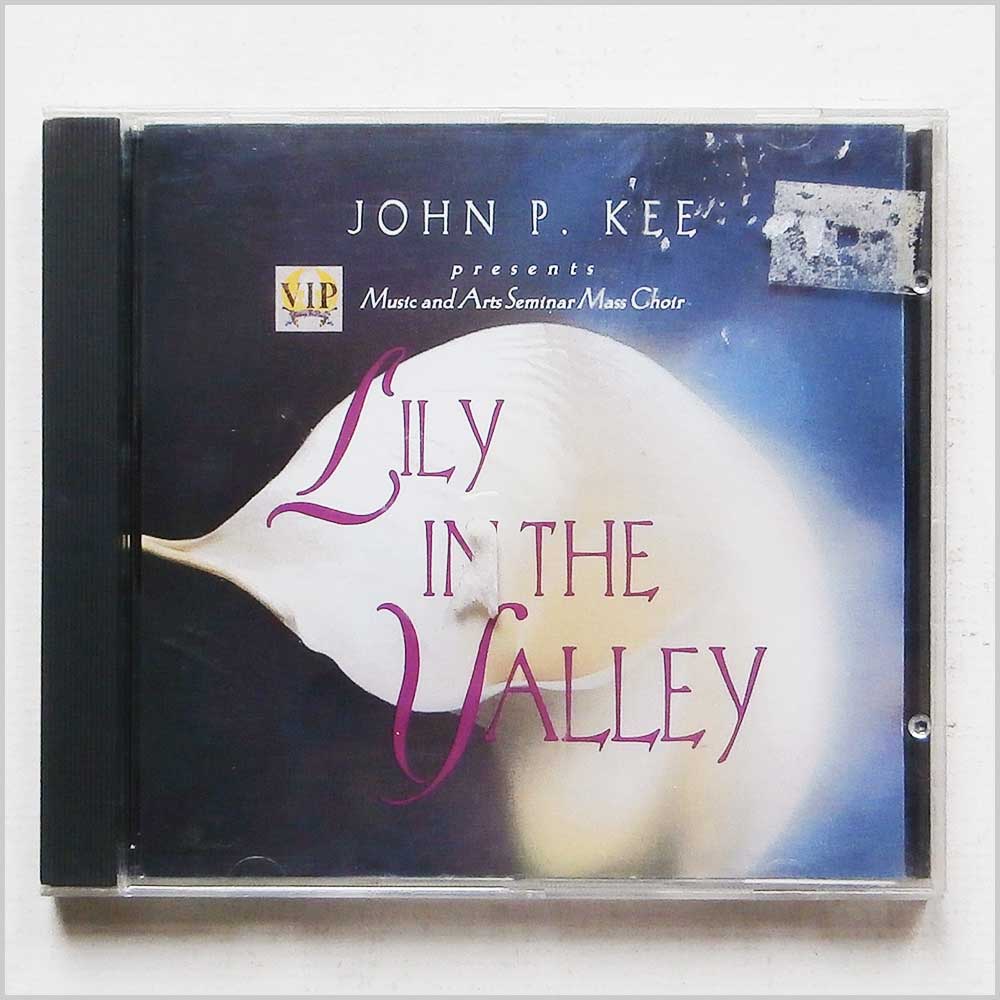 JOHN P. KEE
presents
VIP
Music and Arts Seminar Mass Choir
LILY
IN THE
VALLEY